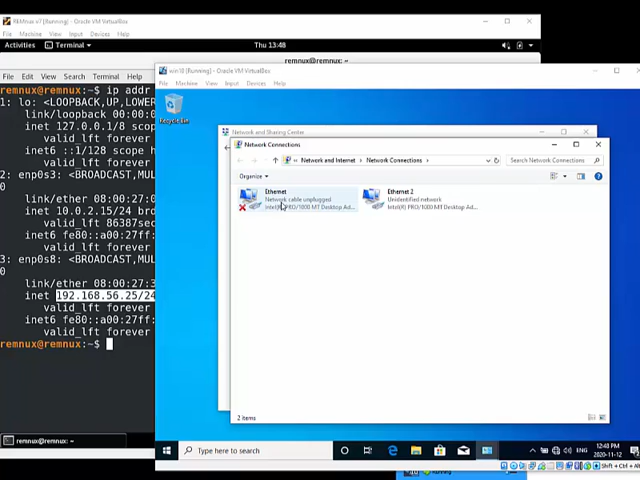 REMnux v7 [Running] - Oracle VM VirtualBox
File Machine View Input Devices Help
Activities Terminal Thu 13:48
remnux@remnux: ~
File Edit View Search Terminal Help
remnux@remnux:~$ ip addr
1: lo: <LOOPBACK,UP,LOWER
link/loopback 00:00:0
inet 127.0.0.1/8 scop
valid_lft forever
inet6 ::1/128 scope h
valid_lft forever
2: enp0s3: <BROADCAST,MUL
0
link/ether 08:00:27:
inet 10.0.2.15/24 brd
valid_lft 86387sec
inet6 fe80::a00:27ff:
valid_lft forever
3: enp0s8: <BROADCAST,MUL
0
link/ether 08:00:27:3
inet 192.168.56.25/24
valid_lft forever
inet6 fe80::a00:27ff:
valid_lft forever
remnux@remnux:~$
remnux@remnux: ~
win10 [Running] - Oracle VM VirtualBox
File Machine View Input Devices Help
Recycle Bin
Network and Sharing Center
Network Connections
Network and Internet Network Connections
Search Network Connections
Organize
Ethernet
Network cable unplugged
Intel(R) PRO/1000 MT Desktop Ad...
Ethernet 2
Unidentified network
Intel(R) PRO/1000 MT Desktop Ad...
2 items
Type here to search
ENG
12:48 PM
2020-11-12
Running